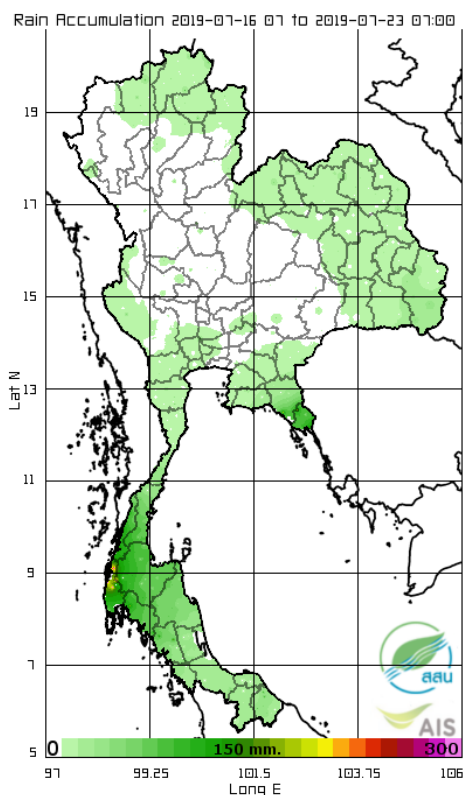 Rain Accumulation 2019-07-16 07 to 2019-07-23 07:00
19
17
15
Lat N
13
11
9
7
สสน
AIS
5
0 150 mm. 300
97 99.25 101.5 103.75 106
Long E